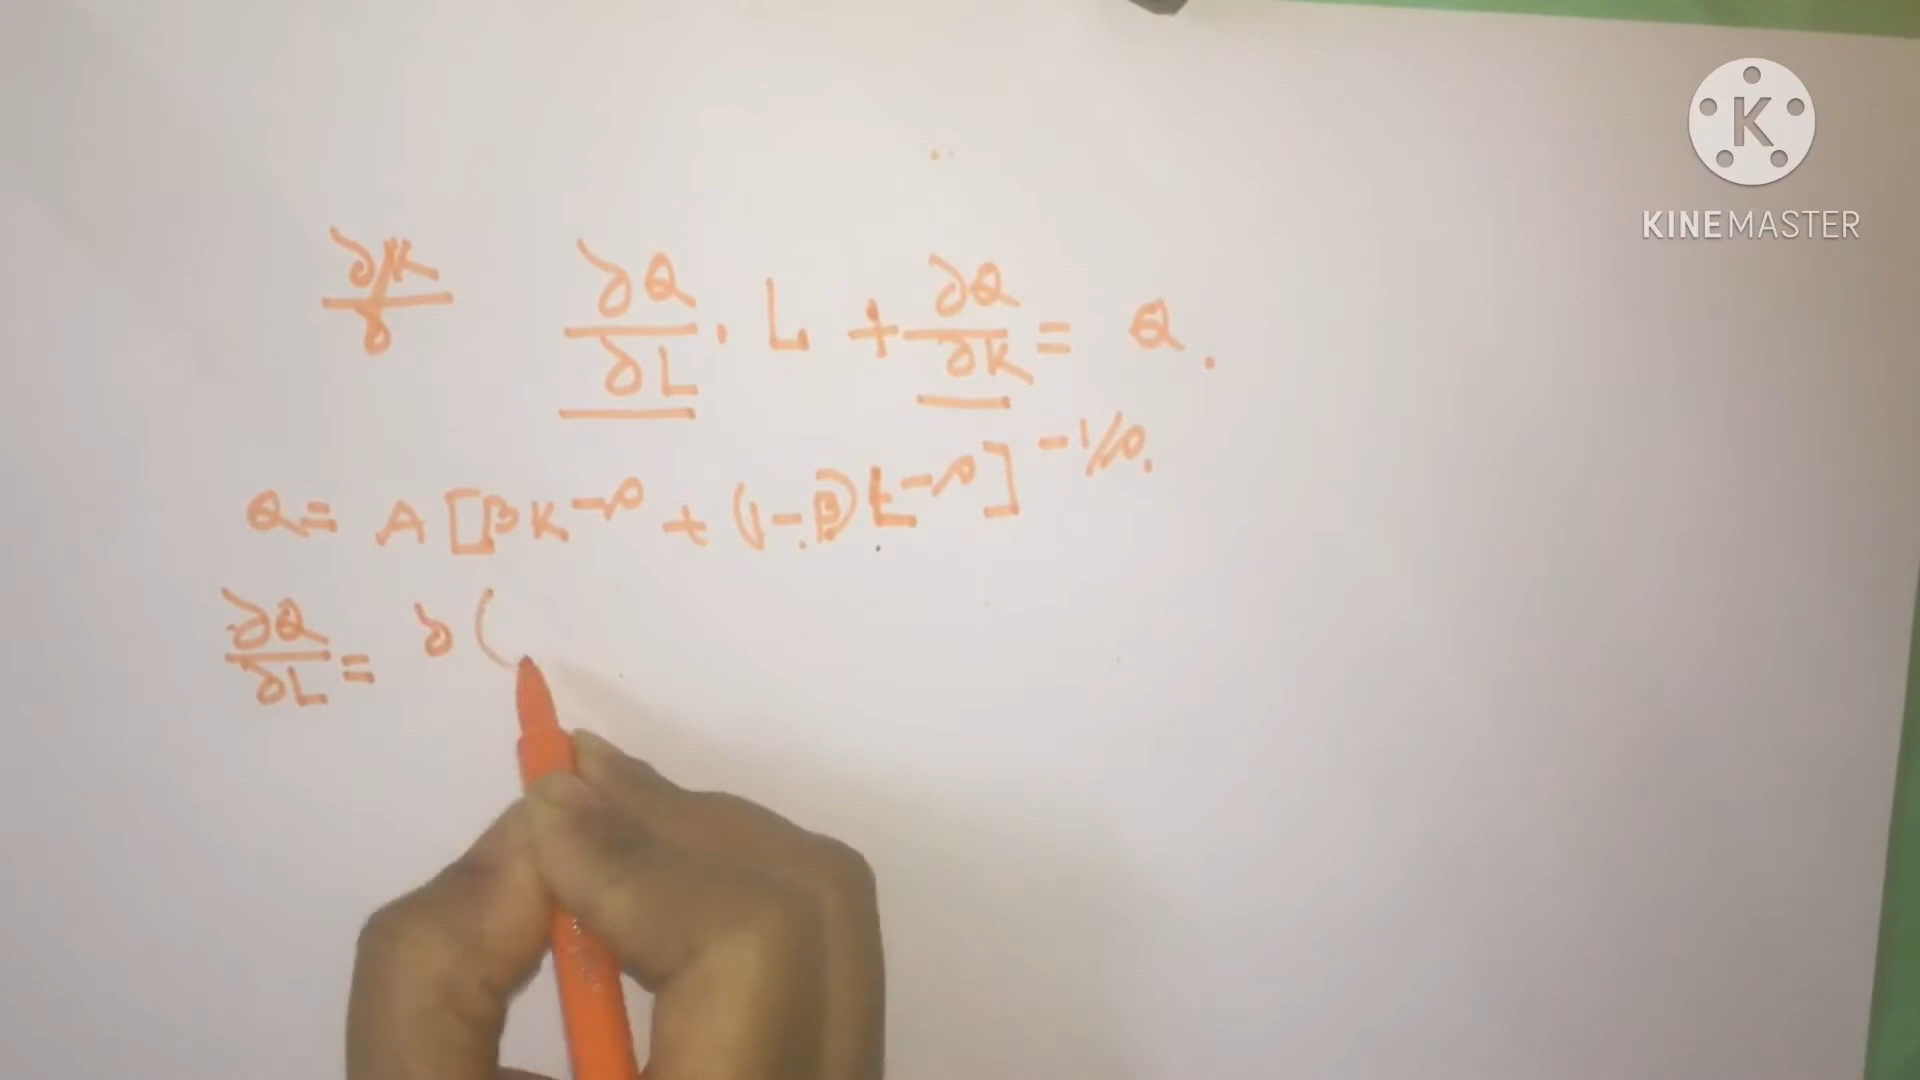 ∂K/∂ ∂Q/∂L . L + ∂Q/∂K = Q.
Q = A [βK^-ρ + (1-β) L^-ρ]^-1/ρ.
∂Q/∂L = ∂(
K
KINEMASTER